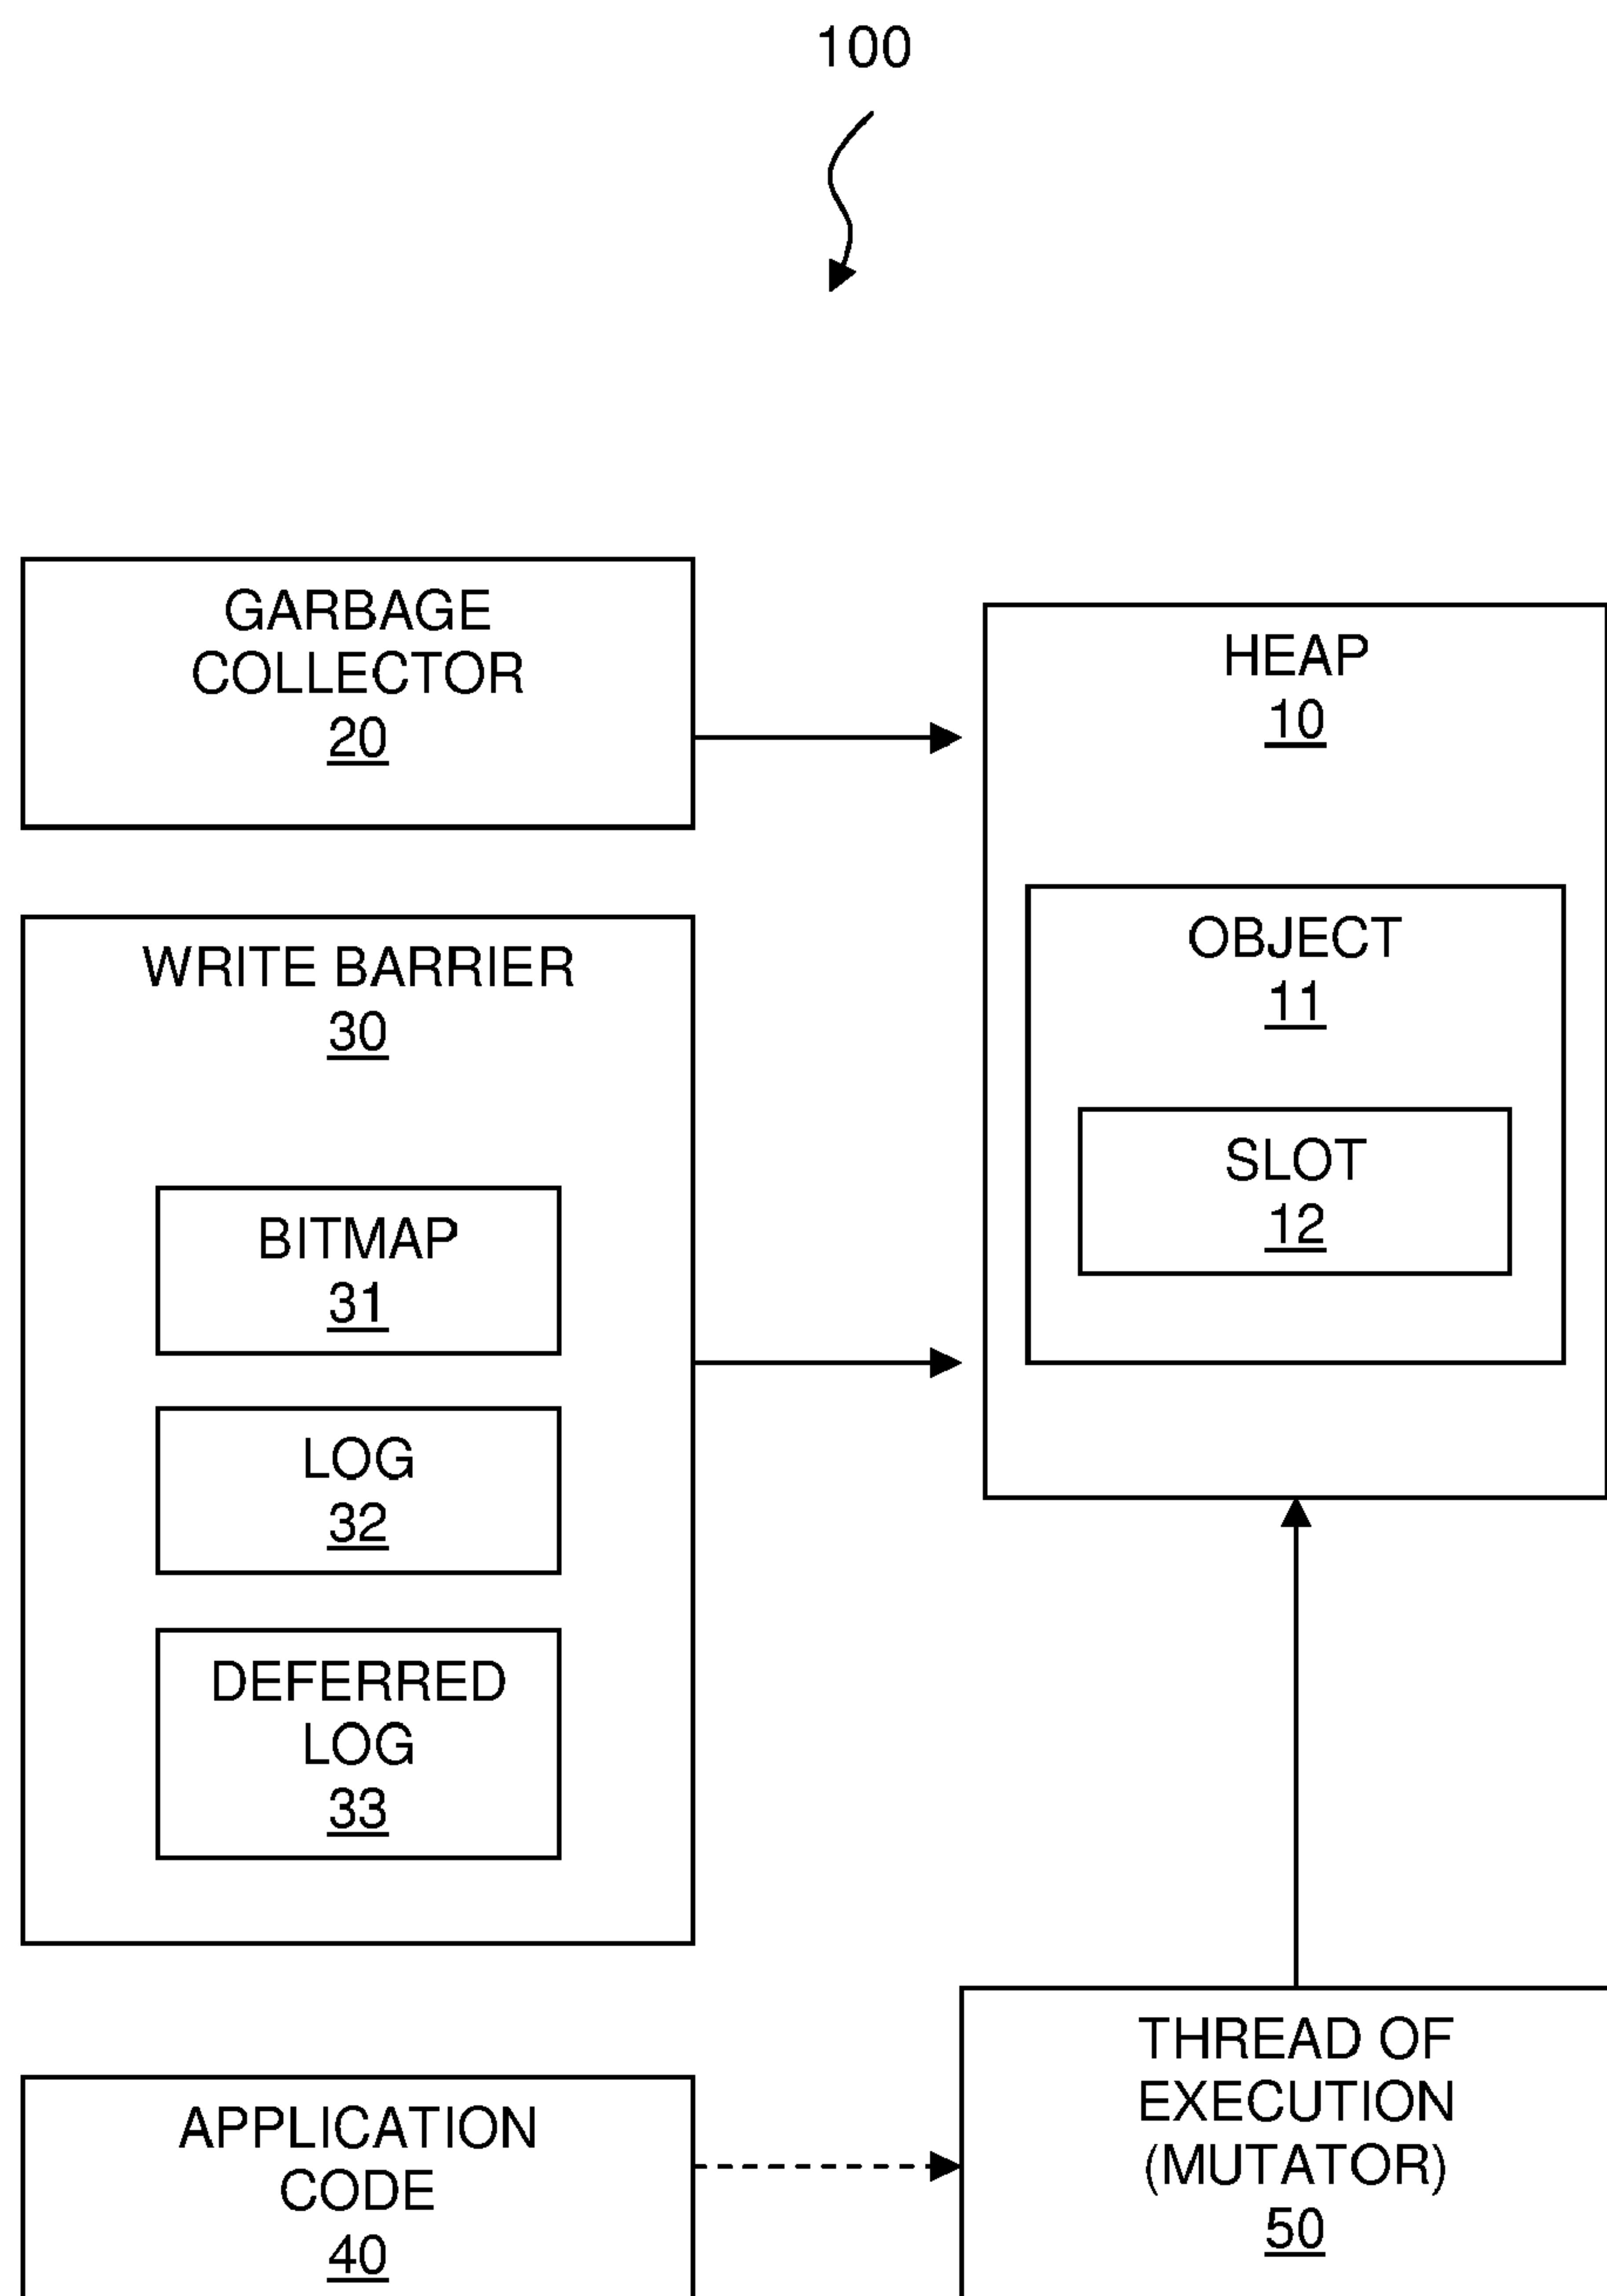 100
GARBAGE
COLLECTOR
20
HEAP
10
OBJECT
11
SLOT
12
WRITE BARRIER
30
BITMAP
31
LOG
32
DEFERRED
LOG
33
THREAD OF
EXECUTION
(MUTATOR)
50
APPLICATION
CODE
40